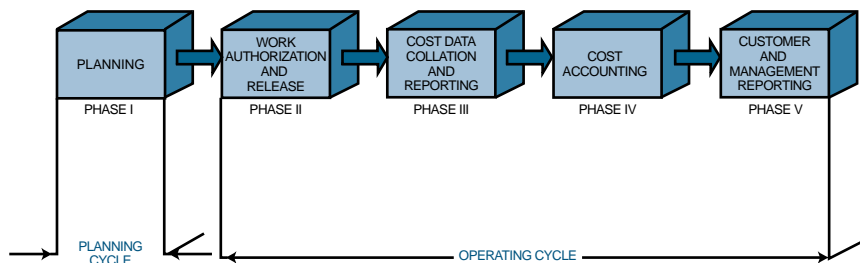 PLANNING
WORK
AUTHORIZATION
AND
RELEASE
COST DATA
COLLATION
AND
REPORTING
COST
ACCOUNTING
CUSTOMER
AND
MANAGEMENT
REPORTING
PHASE I
PHASE II
PHASE III
PHASE IV
PHASE V
PLANNING
CYCLE
OPERATING CYCLE